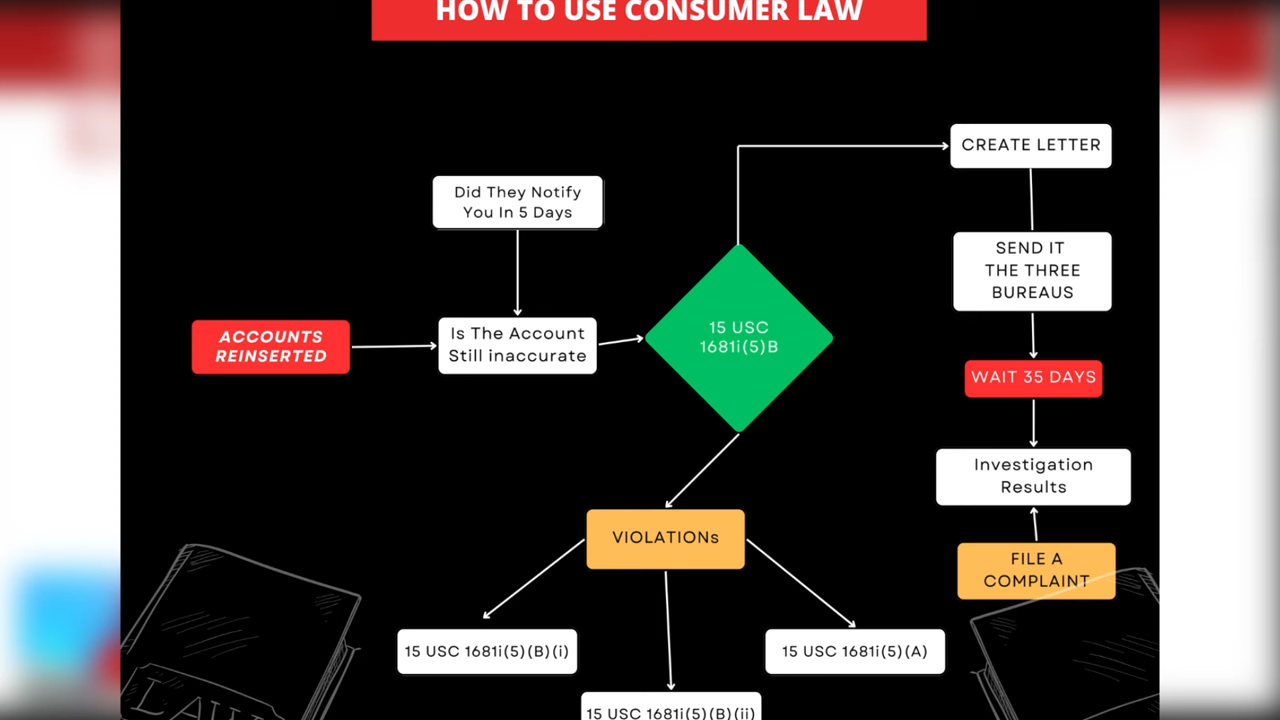 HOW TO USE CONSUMER LAW
CREATE LETTER
Did They Notify
You In 5 Days
SEND IT
THE THREE
BUREAUS
ACCOUNTS
REINSERTED
Is The Account
Still inaccurate
15 USC
1681i(5)B
WAIT 35 DAYS
Investigation
Results
VIOLATIONs
FILE A
COMPLAINT
15 USC 1681i(5)(B)(i)
15 USC 1681i(5)(A)
15 USC 1681i(5)(B)(ii)
LAW